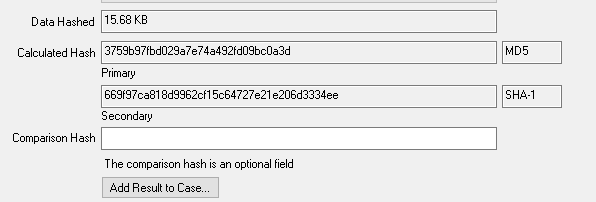 Data Hashed 15.68 KB
Calculated Hash 3759b97fbd029a7e74a492fd09bc0a3d MD5
Primary
669f97ca818d9962cf15c64727e21e206d3334ee SHA-1
Secondary
Comparison Hash
The comparison hash is an optional field
Add Result to Case...